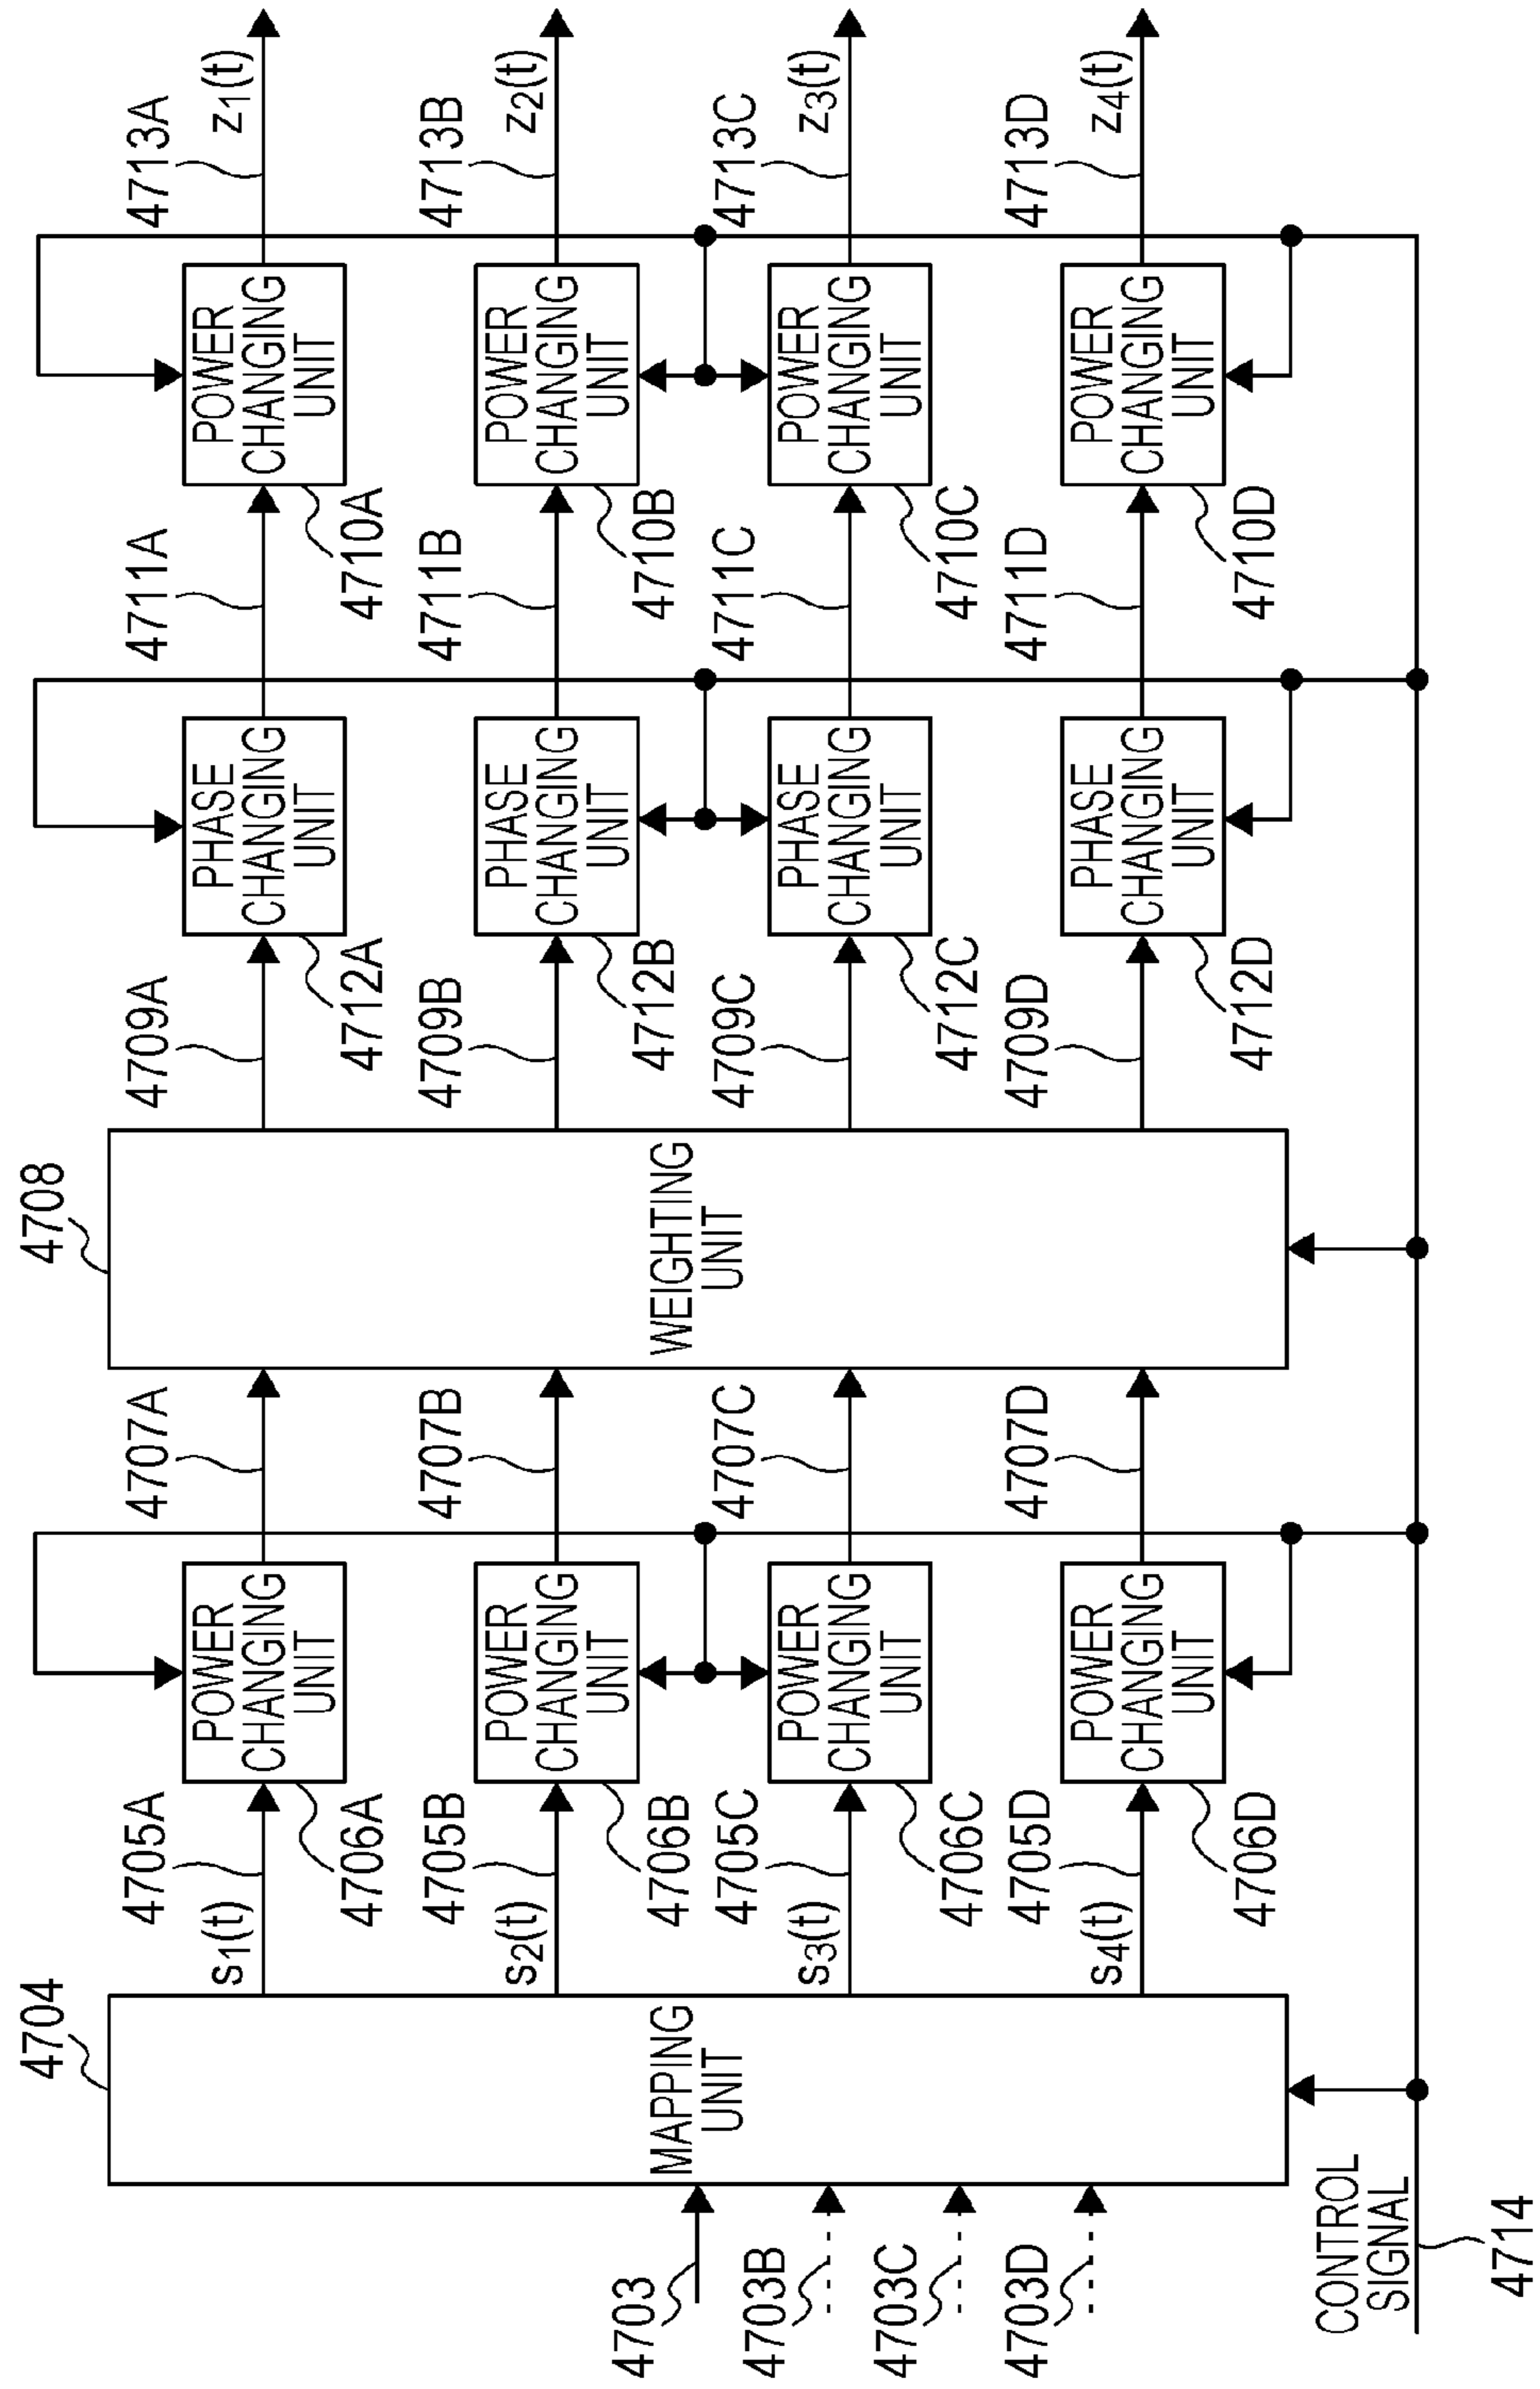 4713A
z1(t)
4713B
z2(t)
4713C
z3(t)
4713D
z4(t)
POWER
CHANGING
UNIT
POWER
CHANGING
UNIT
POWER
CHANGING
UNIT
POWER
CHANGING
UNIT
4711A
4710A
4711B
4710B
4711C
4710C
4711D
4710D
PHASE
CHANGING
UNIT
PHASE
CHANGING
UNIT
PHASE
CHANGING
UNIT
PHASE
CHANGING
UNIT
4709A
4712A
4709B
4712B
4709C
4712C
4709D
4712D
4708
WEIGHTING
UNIT
4707A
4707B
4707C
4707D
POWER
CHANGING
UNIT
POWER
CHANGING
UNIT
POWER
CHANGING
UNIT
POWER
CHANGING
UNIT
4705A
s1(t)
4706A
4705B
s2(t)
4706B
4705C
s3(t)
4706C
4705D
s4(t)
4706D
4704
MAPPING
UNIT
4703
4703B
4703C
4703D
CONTROL
SIGNAL
4714